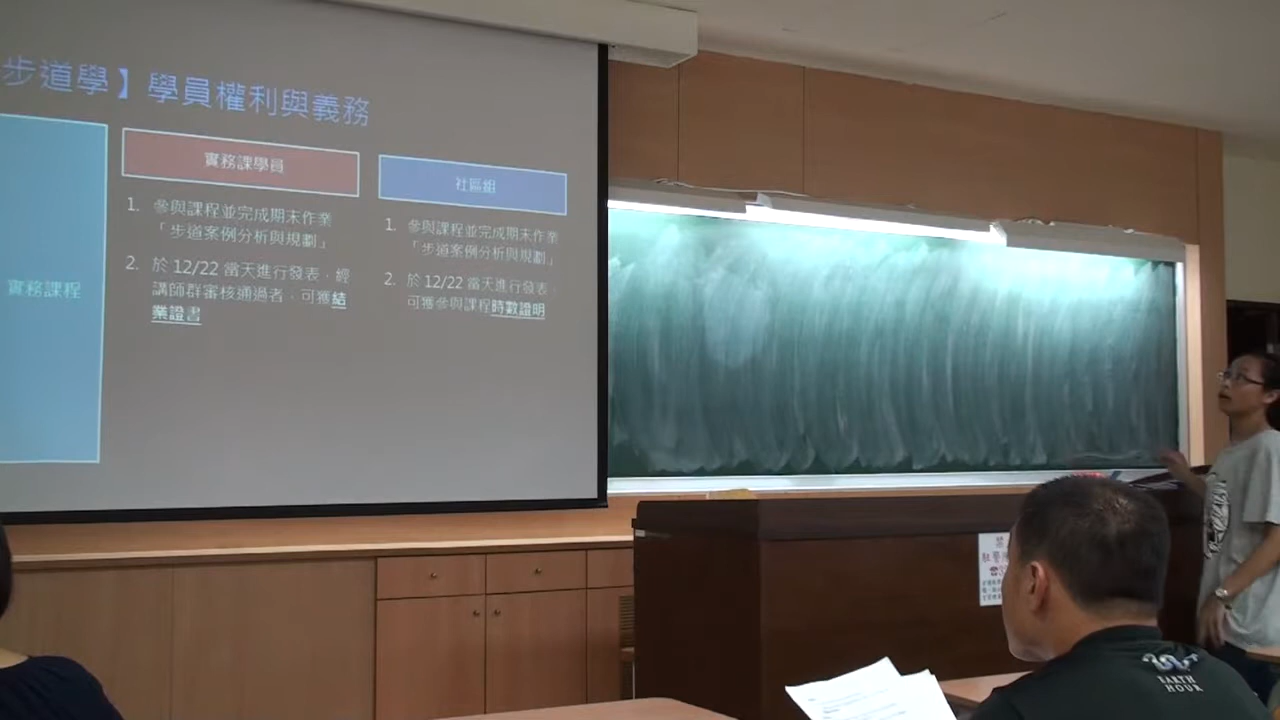 步道學】學員權利與義務
實務課程
實務課學員
1. 參與課程並完成期末作業
「步道案例分析與規劃」
2. 於 12/22 當天進行發表，經
講師群審核通過者，可獲結
業證書
社區組
1. 參與課程並完成期末作業
「步道案例分析與規劃」
2. 於 12/22 當天進行發表，
可獲參與課程時數證明
EARTH
HOUR